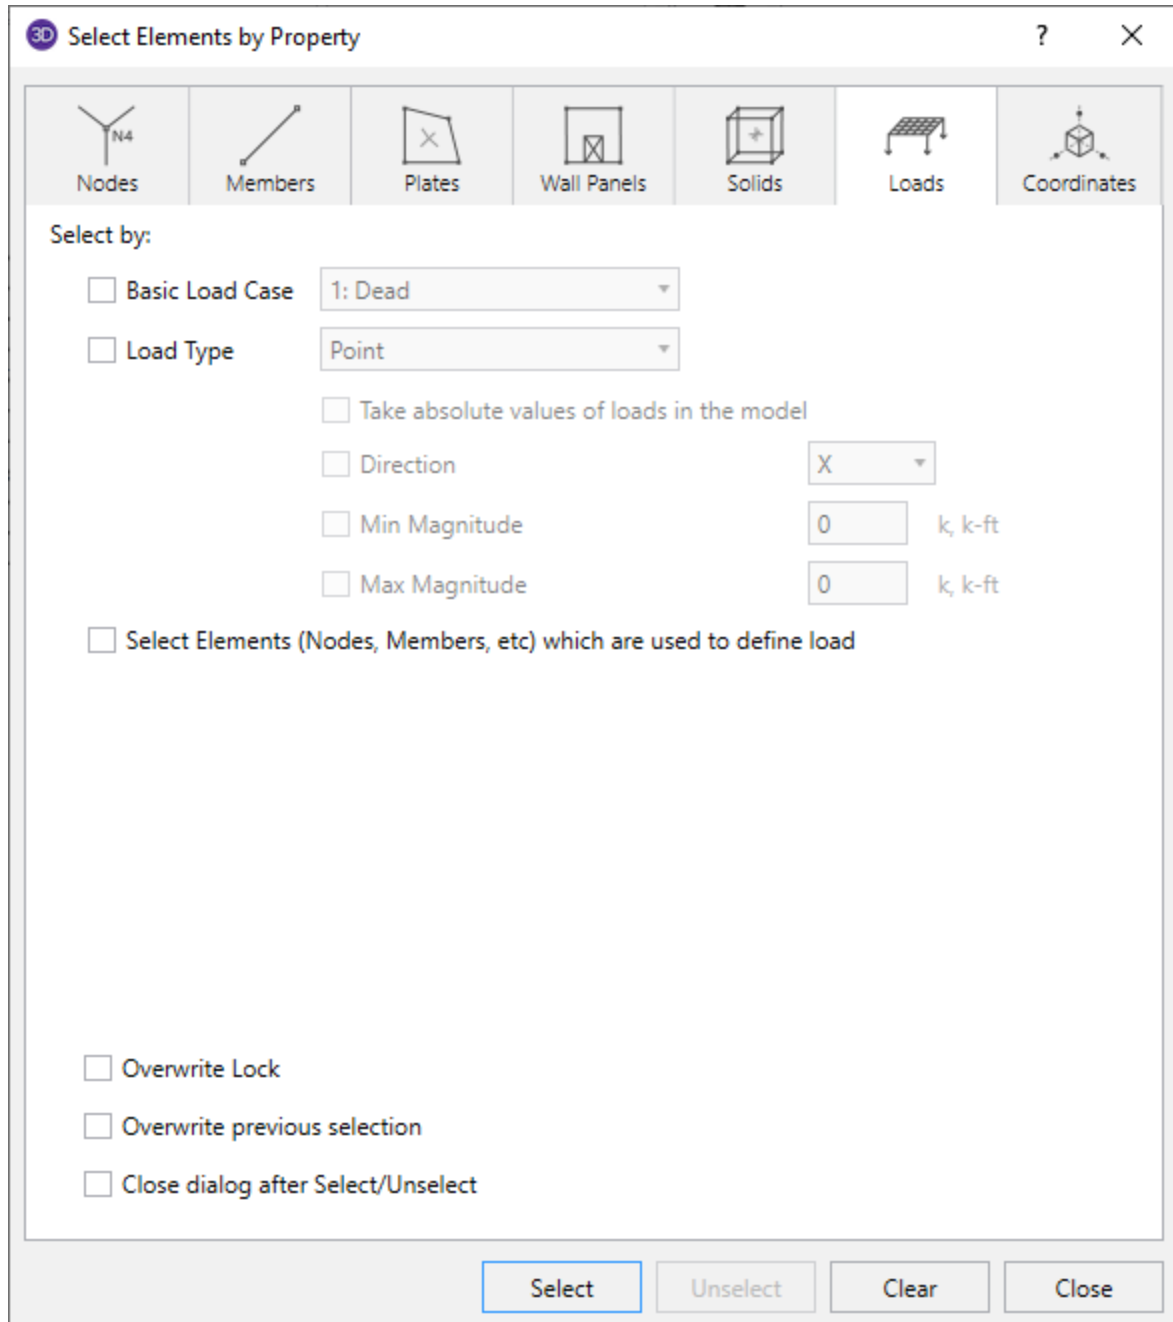 3D Select Elements by Property ? ×
N4
Nodes Members Plates Wall Panels Solids Loads Coordinates
Select by:
Basic Load Case 1: Dead
Load Type Point
Take absolute values of loads in the model
Direction X
Min Magnitude 0 k, k-ft
Max Magnitude 0 k, k-ft
Select Elements (Nodes, Members, etc) which are used to define load
Overwrite Lock
Overwrite previous selection
Close dialog after Select/Unselect
Select Unselect Clear Close